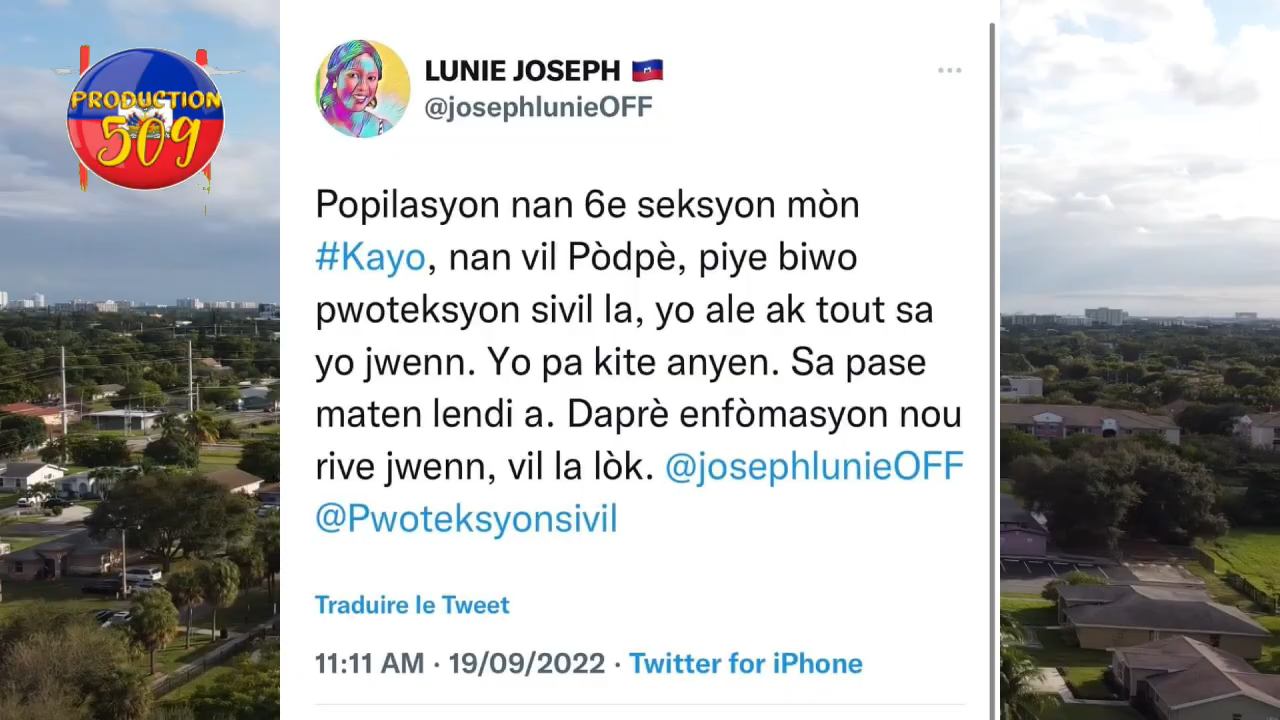 PRODUCTION
509
LUNIE JOSEPH 🇭🇹
@josephlunieOFF
Popilasyon nan 6e seksyon mòn
#Kayo, nan vil Pòdpè, piye biwo
pwoteksyon sivil la, yo ale ak tout sa
yo jwenn. Yo pa kite anyen. Sa pase
maten lendi a. Daprè enfòmasyon nou
rive jwenn, vil la lòk. @josephlunieOFF
@Pwoteksyonsivil
Traduire le Tweet
11:11 AM · 19/09/2022 · Twitter for iPhone